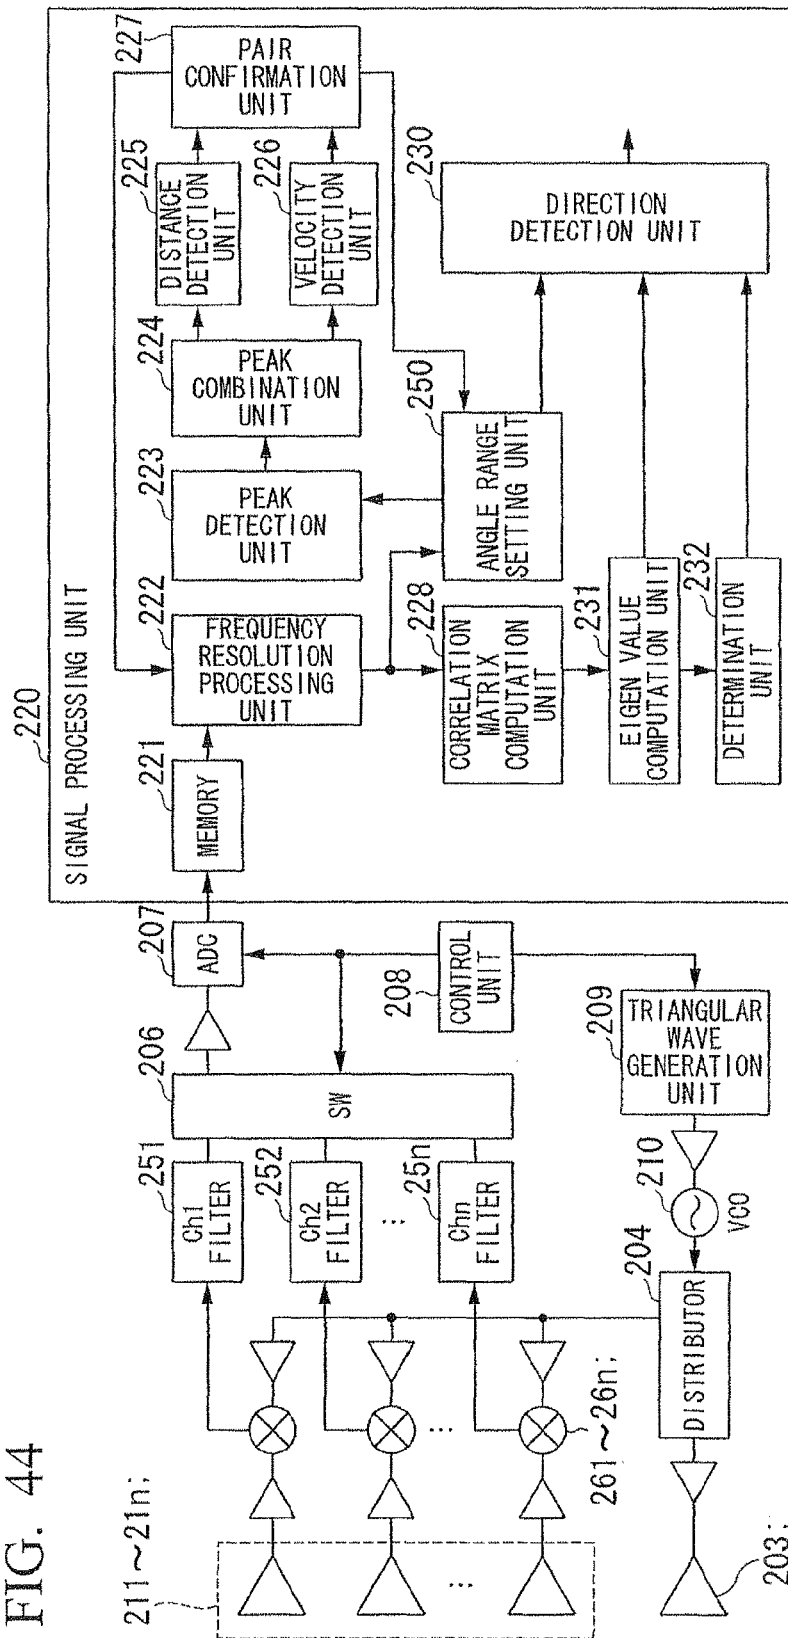 FIG. 44
220
SIGNAL PROCESSING UNIT
211～21n;
203;
261～26n;
251
Ch1
FILTER
252
Ch2
FILTER
...
25n
Chn
FILTER
...
...
206
SW
207
ADC
208
CONTROL
UNIT
209
TRIANGULAR
WAVE
GENERATION
UNIT
210
VCO
204
DISTRIBUTOR
221
MEMORY
222
FREQUENCY
RESOLUTION
PROCESSING
UNIT
223
PEAK
DETECTION
UNIT
224
PEAK
COMBINATION
UNIT
225
DISTANCE
DETECTION
UNIT
226
VELOCITY
DETECTION
UNIT
227
PAIR
CONFIRMATION
UNIT
228
CORRELATION
MATRIX
COMPUTATION
UNIT
250
ANGLE RANGE
SETTING UNIT
230
DIRECTION
DETECTION UNIT
231
EIGEN VALUE
COMPUTATION UNIT
232
DETERMINATION
UNIT